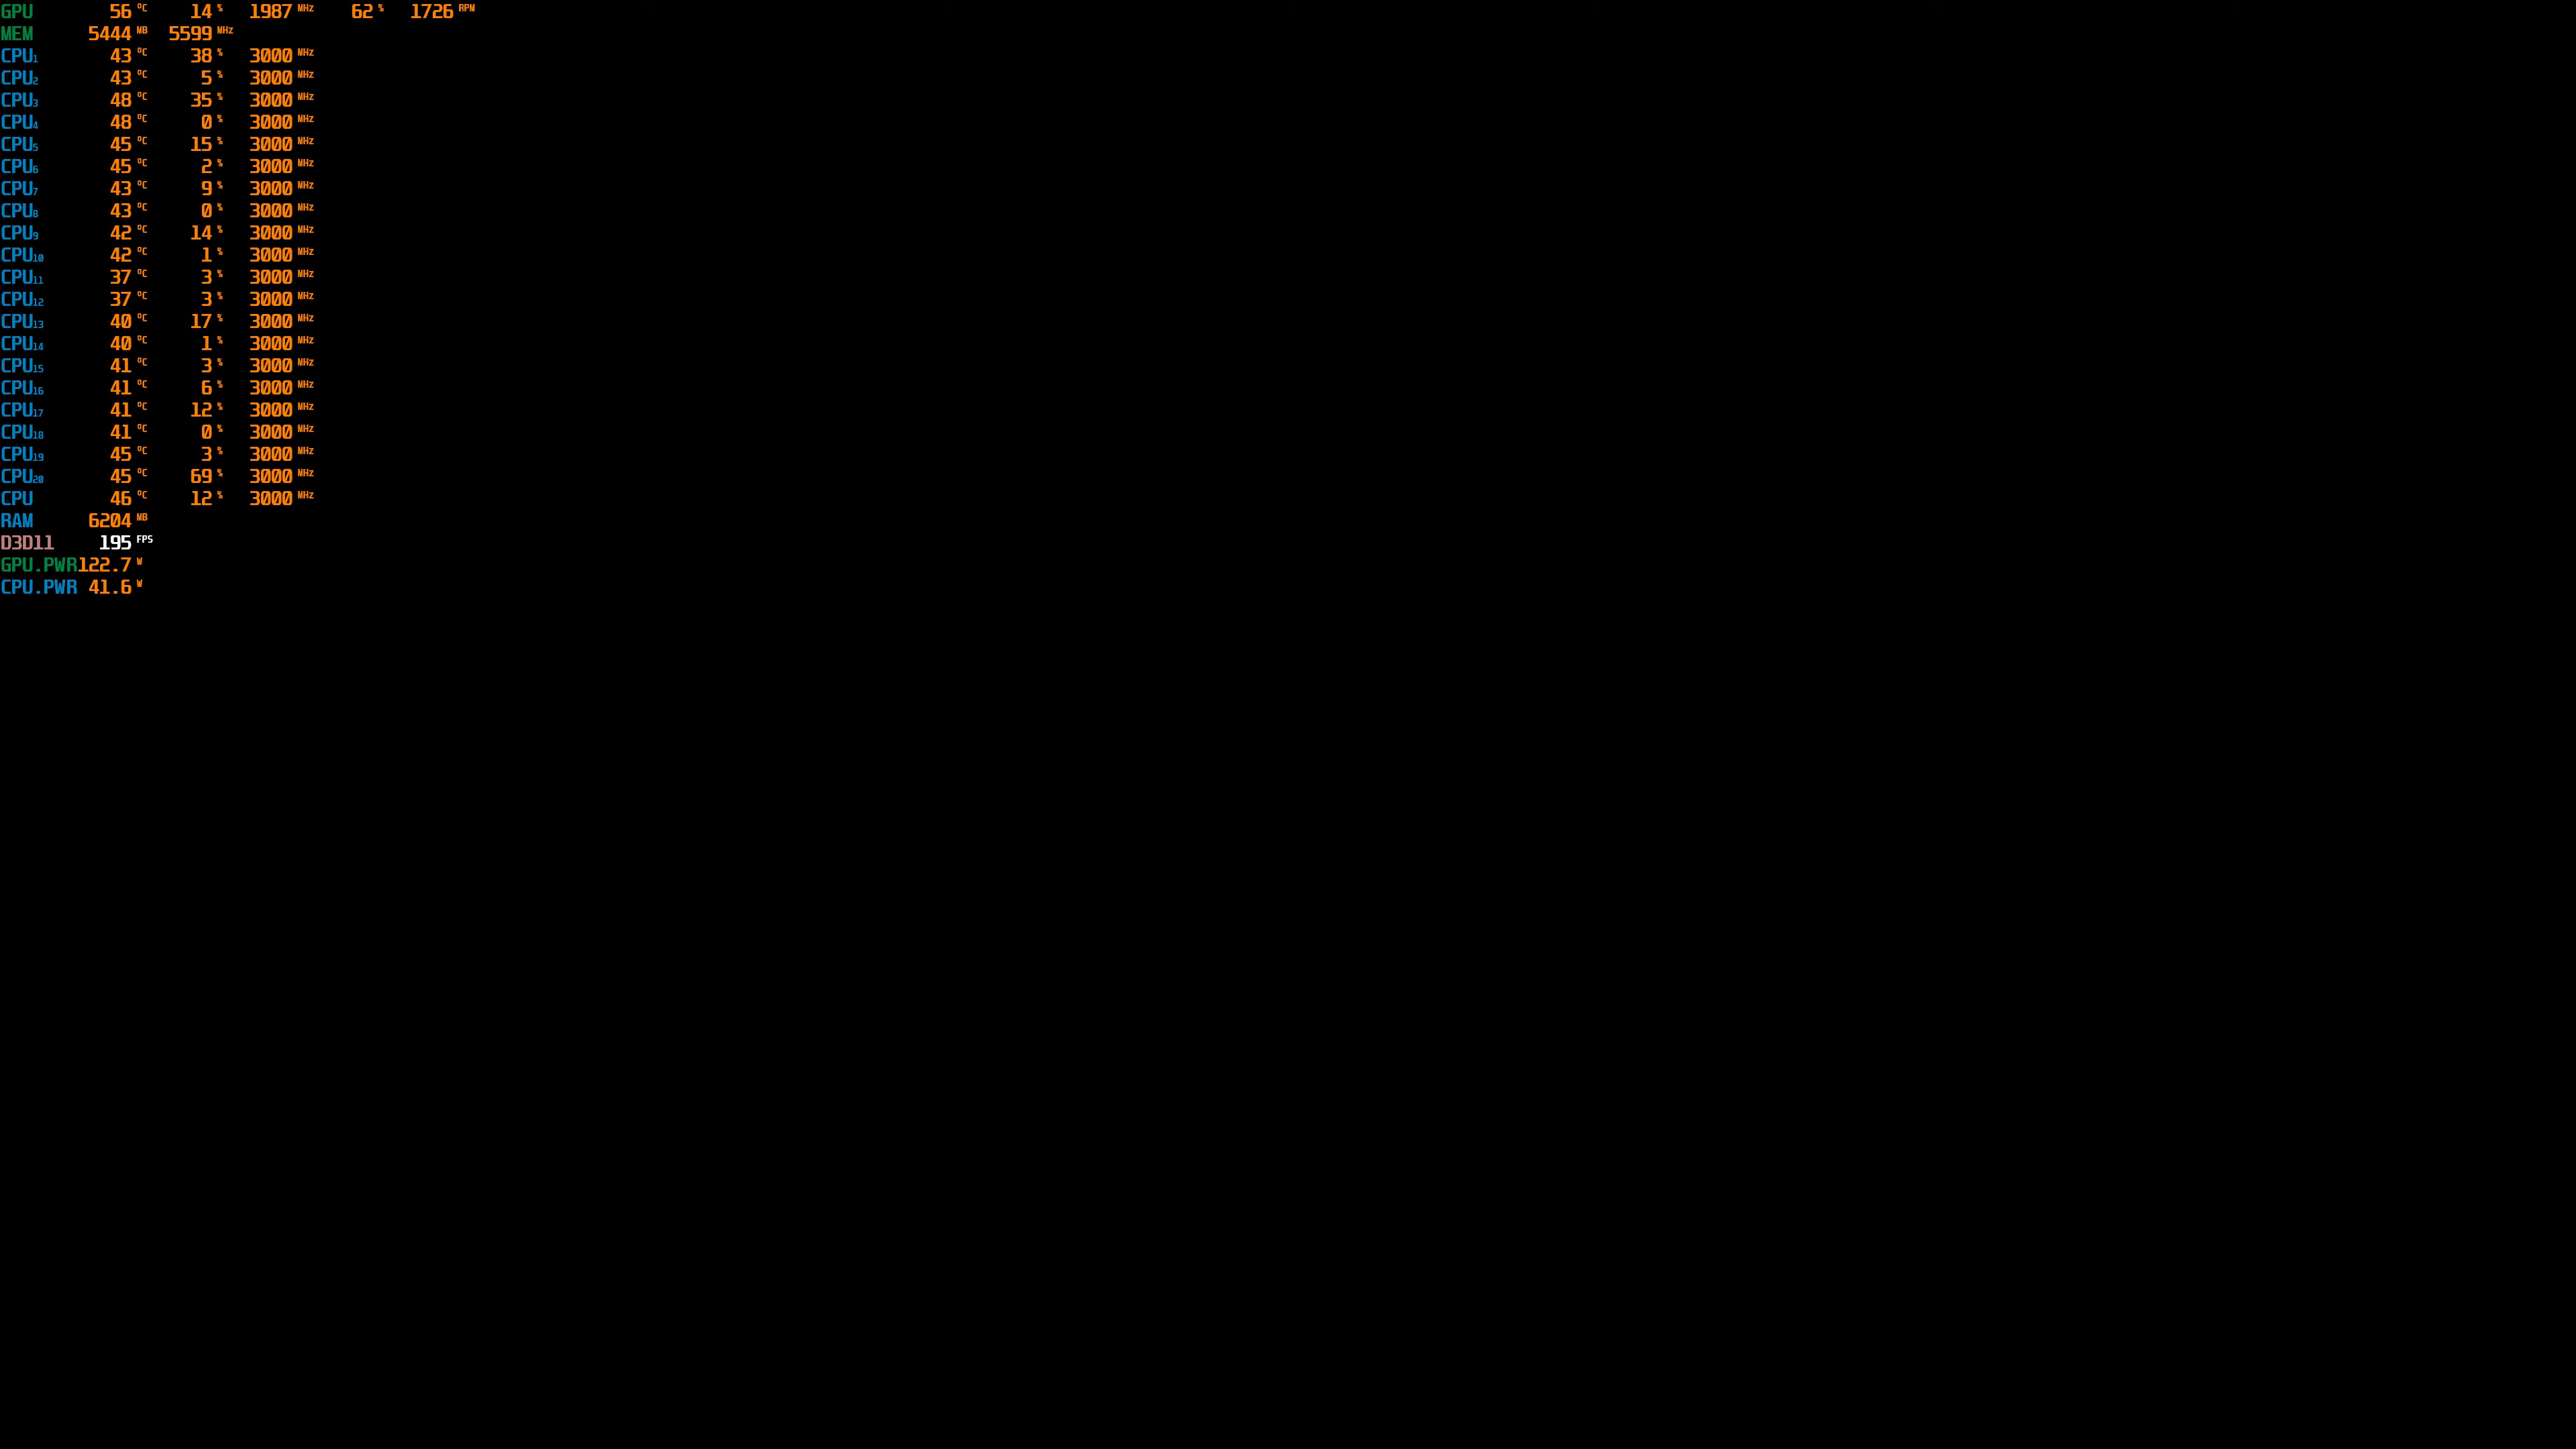 GPU 56 °C 14 % 1987 MHz 62 % 1726 RPM
MEM 5444 MB 5599 MHz
CPU1 43 °C 38 % 3000 MHz
CPU2 43 °C 5 % 3000 MHz
CPU3 48 °C 35 % 3000 MHz
CPU4 48 °C 0 % 3000 MHz
CPU5 45 °C 15 % 3000 MHz
CPU6 45 °C 2 % 3000 MHz
CPU7 43 °C 9 % 3000 MHz
CPU8 43 °C 0 % 3000 MHz
CPU9 42 °C 14 % 3000 MHz
CPU10 42 °C 1 % 3000 MHz
CPU11 37 °C 3 % 3000 MHz
CPU12 37 °C 3 % 3000 MHz
CPU13 40 °C 17 % 3000 MHz
CPU14 40 °C 1 % 3000 MHz
CPU15 41 °C 3 % 3000 MHz
CPU16 41 °C 6 % 3000 MHz
CPU17 41 °C 12 % 3000 MHz
CPU18 41 °C 0 % 3000 MHz
CPU19 45 °C 3 % 3000 MHz
CPU20 45 °C 69 % 3000 MHz
CPU 46 °C 12 % 3000 MHz
RAM 6204 MB
D3D11 195 FPS
GPU.PWR 122.7 W
CPU.PWR 41.6 W